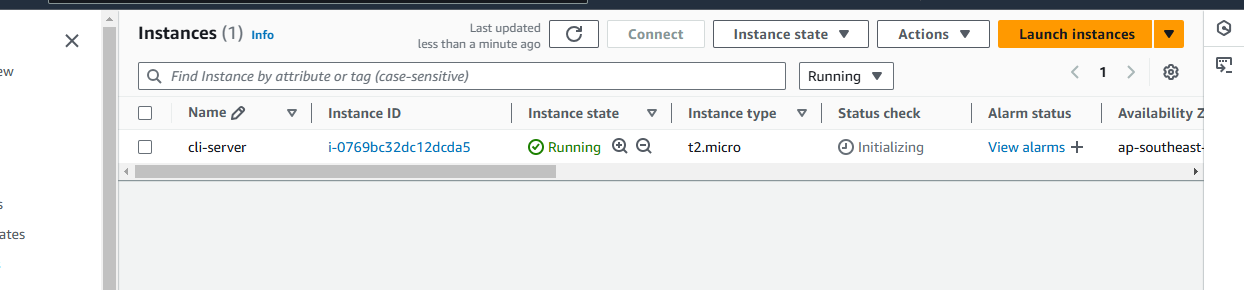 Instances (1) Info
Last updated
less than a minute ago
Connect
Instance state
Actions
Launch instances
ew
Find Instance by attribute or tag (case-sensitive)
Running
1
Name Instance ID Instance state Instance type Status check Alarm status Availability Z
cli-server i-0769bc32dc12dcda5 Running t2.micro Initializing View alarms + ap-southeast-
s
ates